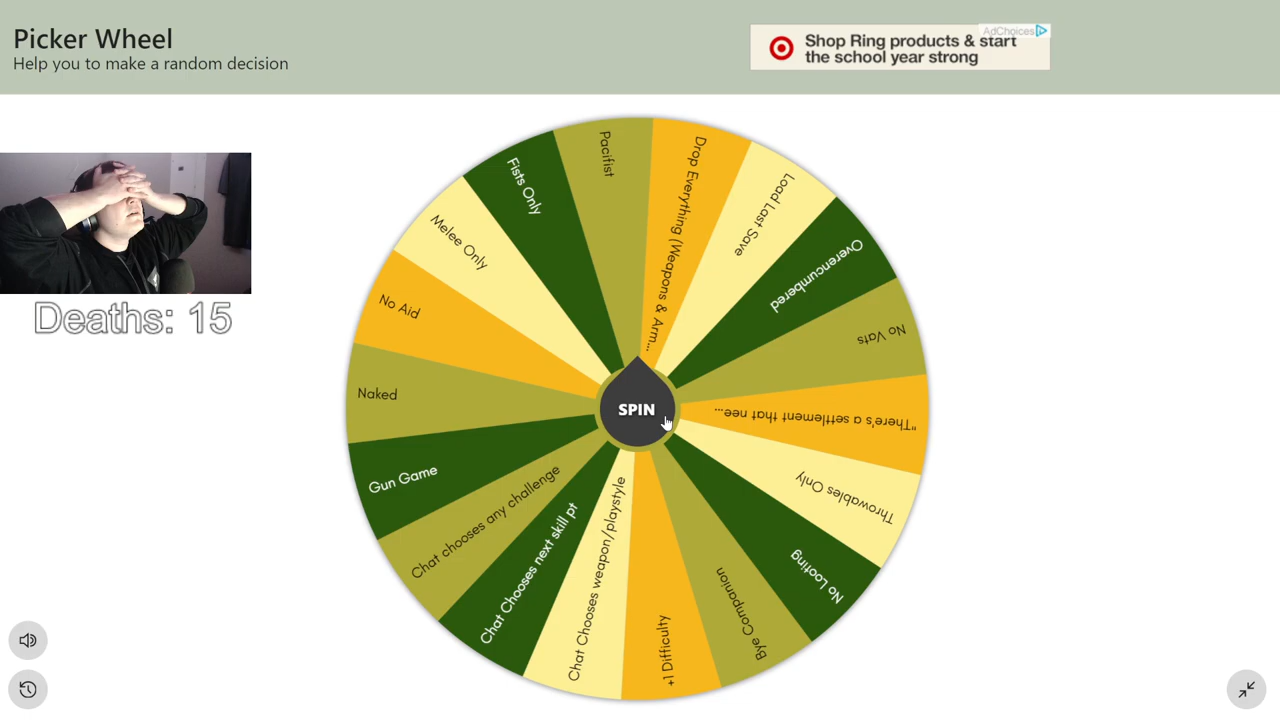 Picker Wheel
Help you to make a random decision
AdChoices
Shop Ring products & start
the school year strong
Deaths: 15
Pacifist
Drop Everything (Weapons & Arm...
Load Last Save
Overencumbered
No Vats
"There's a settlement that nee...
Throwables Only
No Looting
Bye Companion
+1 Difficulty
Chat Chooses weapon/playstyle
Chat Chooses next skill pt
Chat chooses any challenge
Gun Game
Naked
No Aid
Melee Only
Fists Only
SPIN